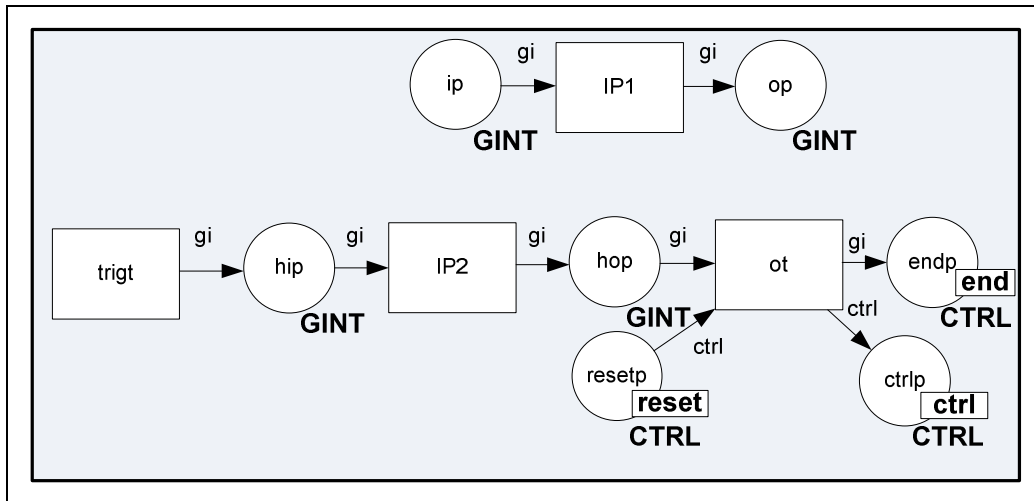 gi
gi
ip
IP1
op
GINT
GINT
gi
gi
gi
gi
gi
trigt
hip
IP2
hop
ot
endp
end
GINT
GINT
ctrl
CTRL
ctrl
resetp
reset
CTRL
ctrlp
ctrl
CTRL